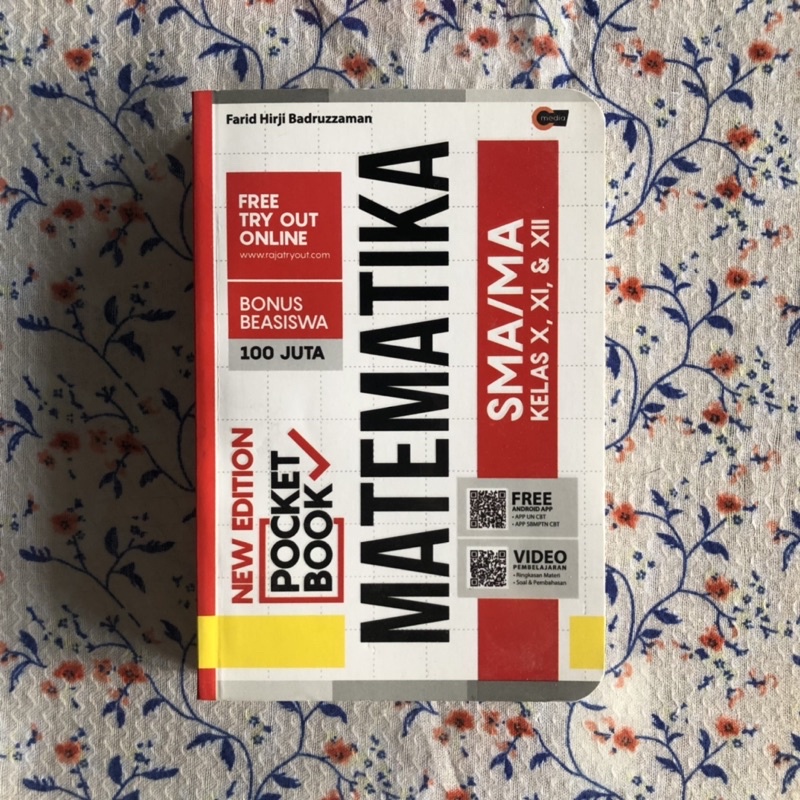 Farid Hirji Badruzzaman
media
FREE
TRY OUT
ONLINE
www.rajatryout.com
BONUS
BEASISWA
100 JUTA
NEW EDITION
POCKET
BOOK
MATEMATIKA
SMA/MA
KELAS X, XI, & XII
FREE
ANDROID APP
• APP UN CBT
• APP SBMPTN CBT
VIDEO
PEMBELAJARAN
• Ringkasan Materi
• Soal & Pembahasan